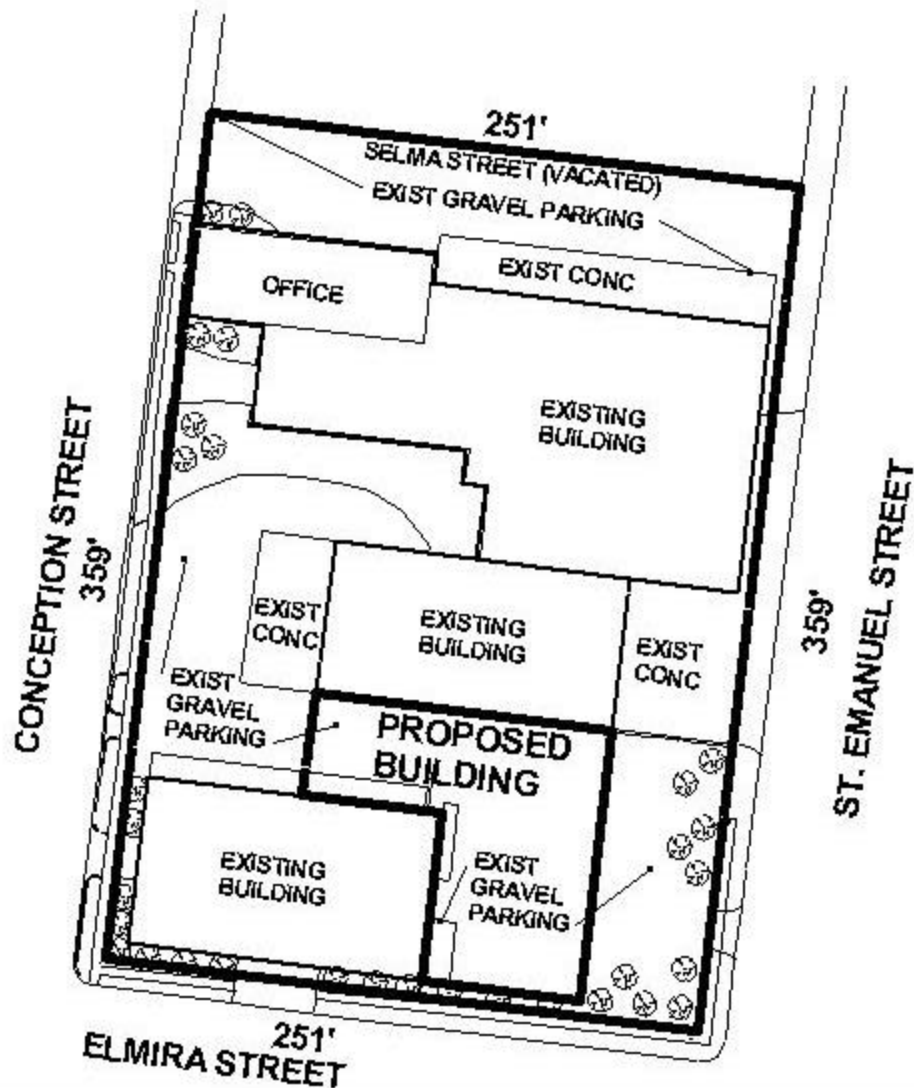 251'
SELMA STREET (VACATED)
EXIST GRAVEL PARKING
EXIST CONC
OFFICE
EXISTING
BUILDING
CONCEPTION STREET
359'
ST. EMANUEL STREET
359'
EXIST
CONC
EXISTING
BUILDING
EXIST
CONC
EXIST
GRAVEL
PARKING
PROPOSED
BUILDING
EXISTING
BUILDING
EXIST
GRAVEL
PARKING
251'
ELMIRA STREET